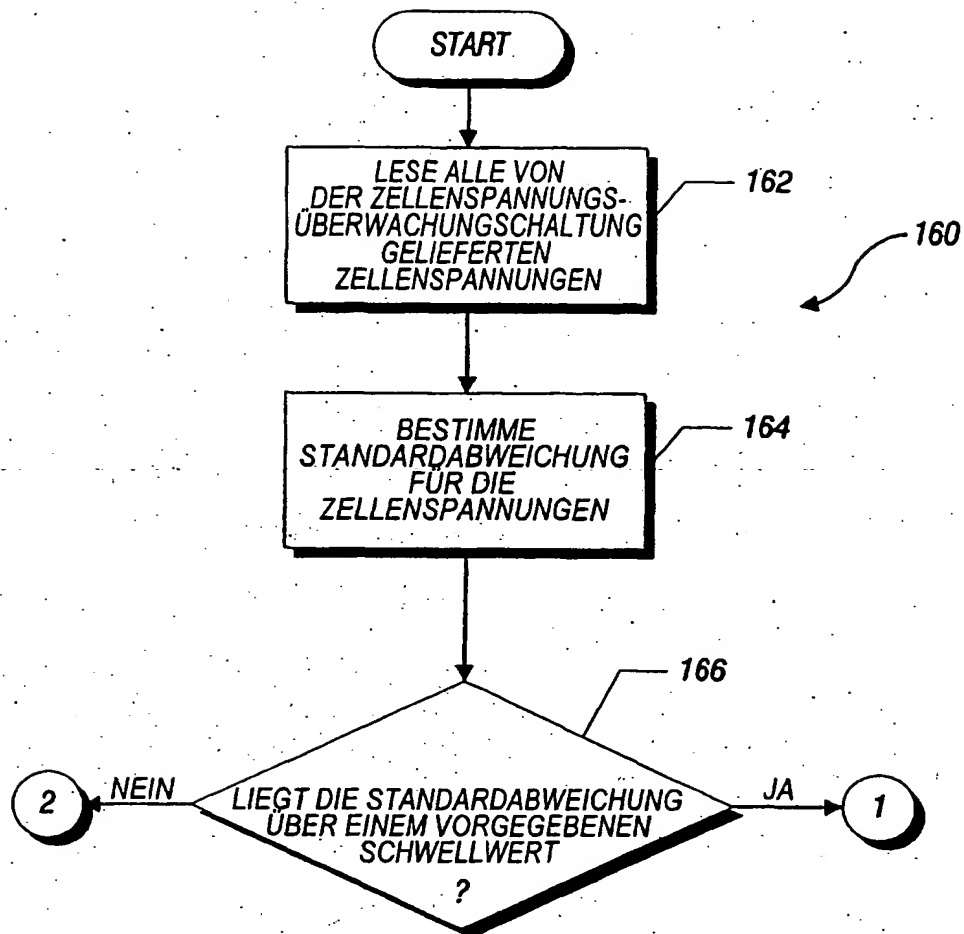 START
LESE ALLE VON
DER ZELLENSPANNUNGS-
ÜBERWACHUNGSCHALTUNG
GELIEFERTEN
ZELLENSPANNUNGEN
162
160
BESTIMME
STANDARDABWEICHUNG
FÜR DIE
ZELLENSPANNUNGEN
164
166
2
NEIN
LIEGT DIE STANDARDABWEICHUNG
ÜBER EINEM VORGEGEBENEN
SCHWELLWERT
?
JA
1